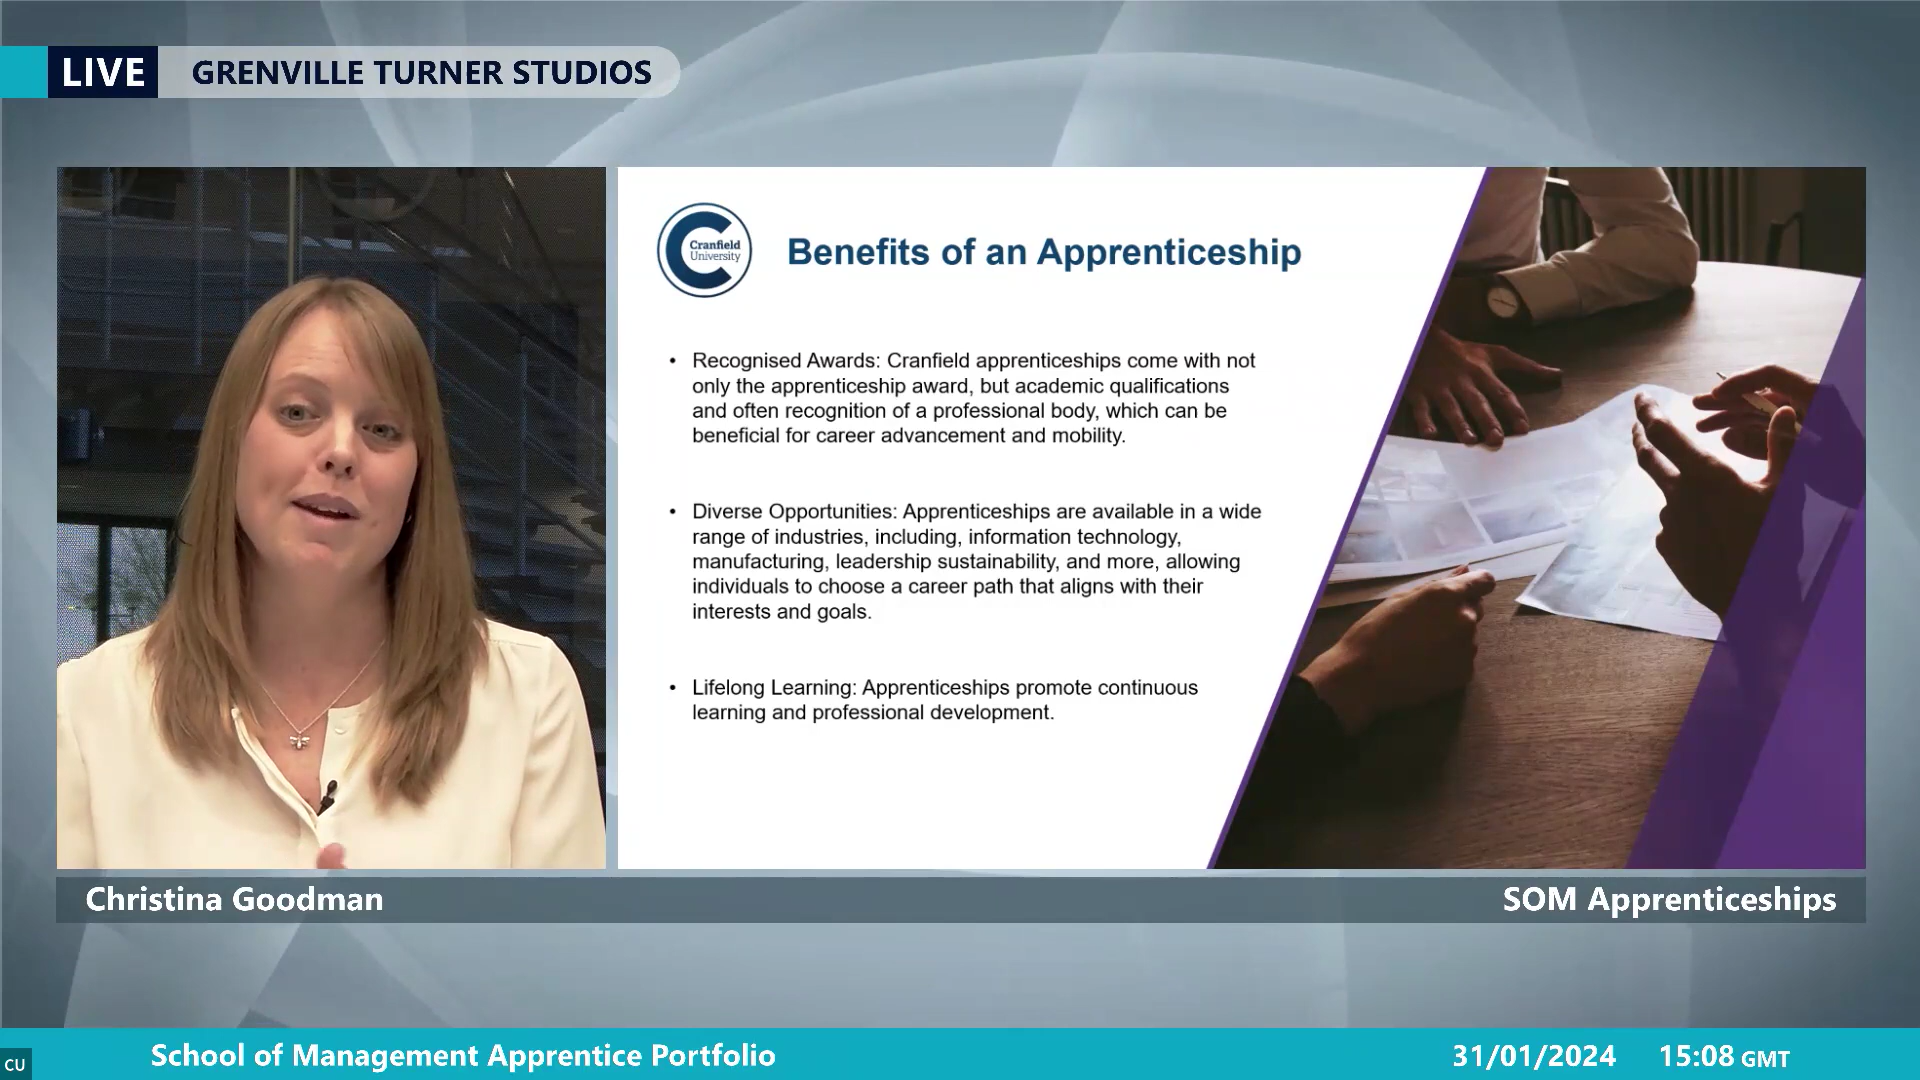 LIVE
GRENVILLE TURNER STUDIOS
Cranfield
University
Benefits of an Apprenticeship
• Recognised Awards: Cranfield apprenticeships come with not
only the apprenticeship award, but academic qualifications
and often recognition of a professional body, which can be
beneficial for career advancement and mobility.
• Diverse Opportunities: Apprenticeships are available in a wide
range of industries, including, information technology,
manufacturing, leadership sustainability, and more, allowing
individuals to choose a career path that aligns with their
interests and goals.
• Lifelong Learning: Apprenticeships promote continuous
learning and professional development.
Christina Goodman
SOM Apprenticeships
CU
School of Management Apprentice Portfolio
31/01/2024
15:08 GMT